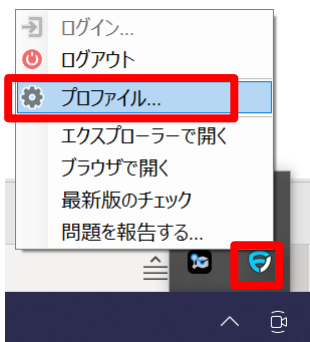 ログイン...
ログアウト
プロファイル...
エクスプローラーで開く
ブラウザで開く
最新版のチェック
問題を報告する...